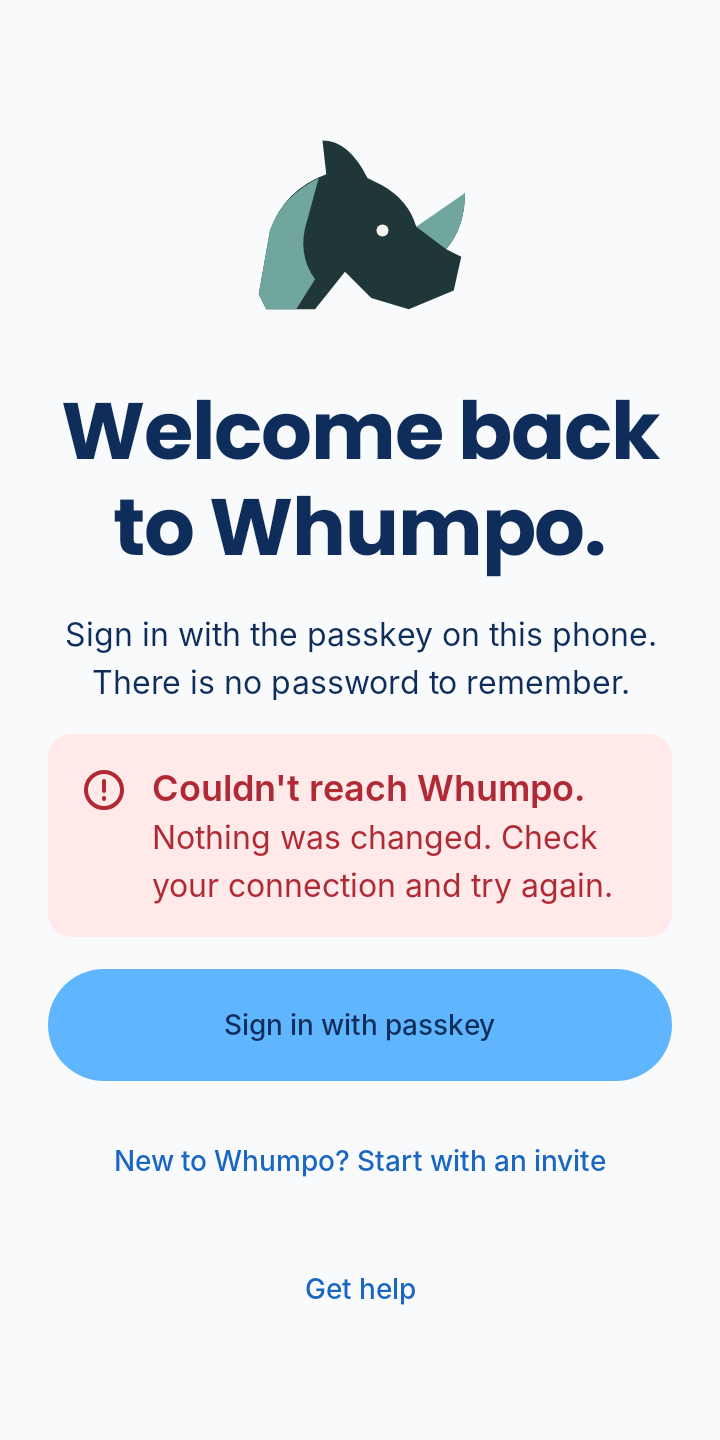 Welcome back
to Whumpo.
Sign in with the passkey on this phone.
There is no password to remember.
Couldn't reach Whumpo.
Nothing was changed. Check
your connection and try again.
Sign in with passkey
New to Whumpo? Start with an invite
Get help